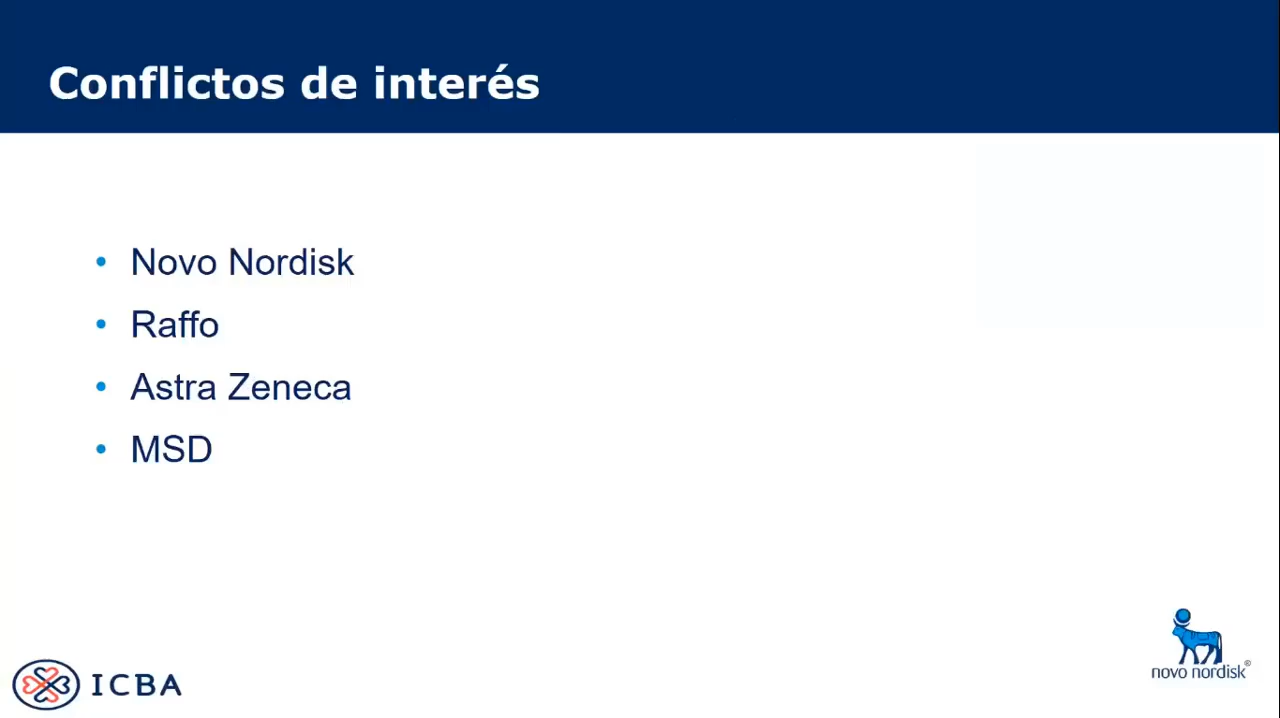 Conflictos de interés
• Novo Nordisk
• Raffo
• Astra Zeneca
• MSD
ICBA
novo nordisk®